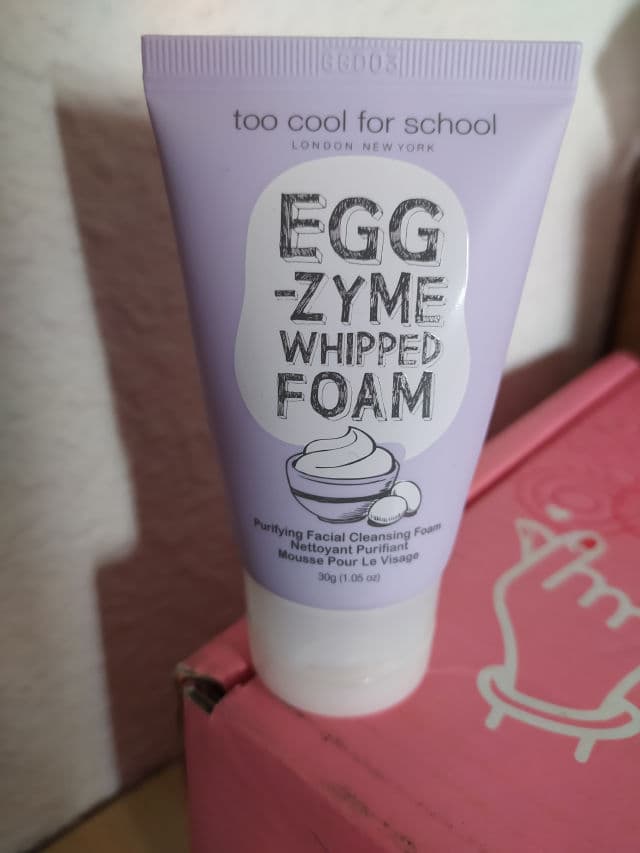 too cool for school
LONDON NEW YORK
EGG
-ZYME
WHIPPED
FOAM
Purifying Facial Cleansing Foam
Nettoyant Purifiant
Mousse Pour Le Visage
30g (1.05 oz)